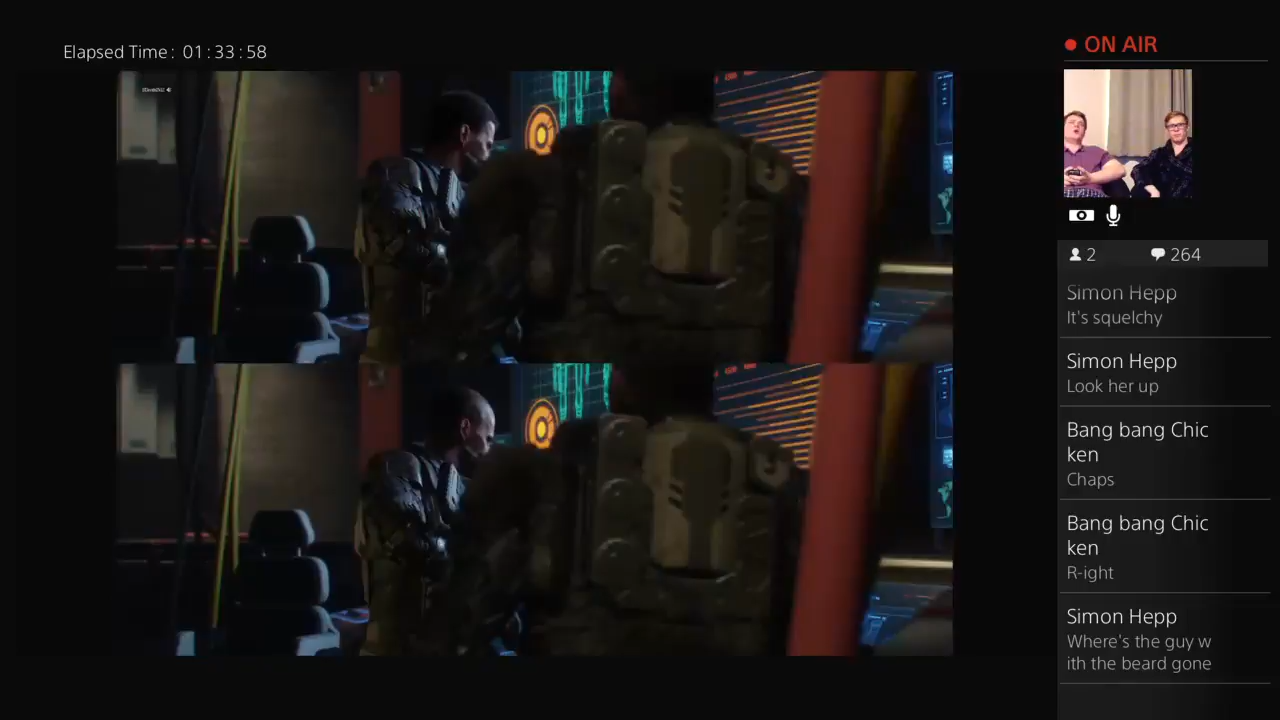 Elapsed Time: 01:33:58
ON AIR
2
264
Simon Hepp
It's squelchy
Simon Hepp
Look her up
Bang bang Chic
ken
Chaps
Bang bang Chic
ken
R-ight
Simon Hepp
Where's the guy w
ith the beard gone